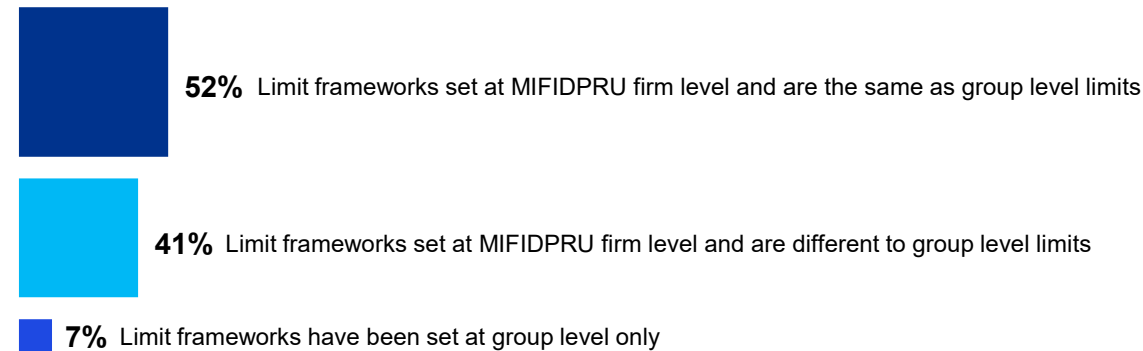 52% Limit frameworks set at MIFIDPRU firm level and are the same as group level limits
41% Limit frameworks set at MIFIDPRU firm level and are different to group level limits
7% Limit frameworks have been set at group level only